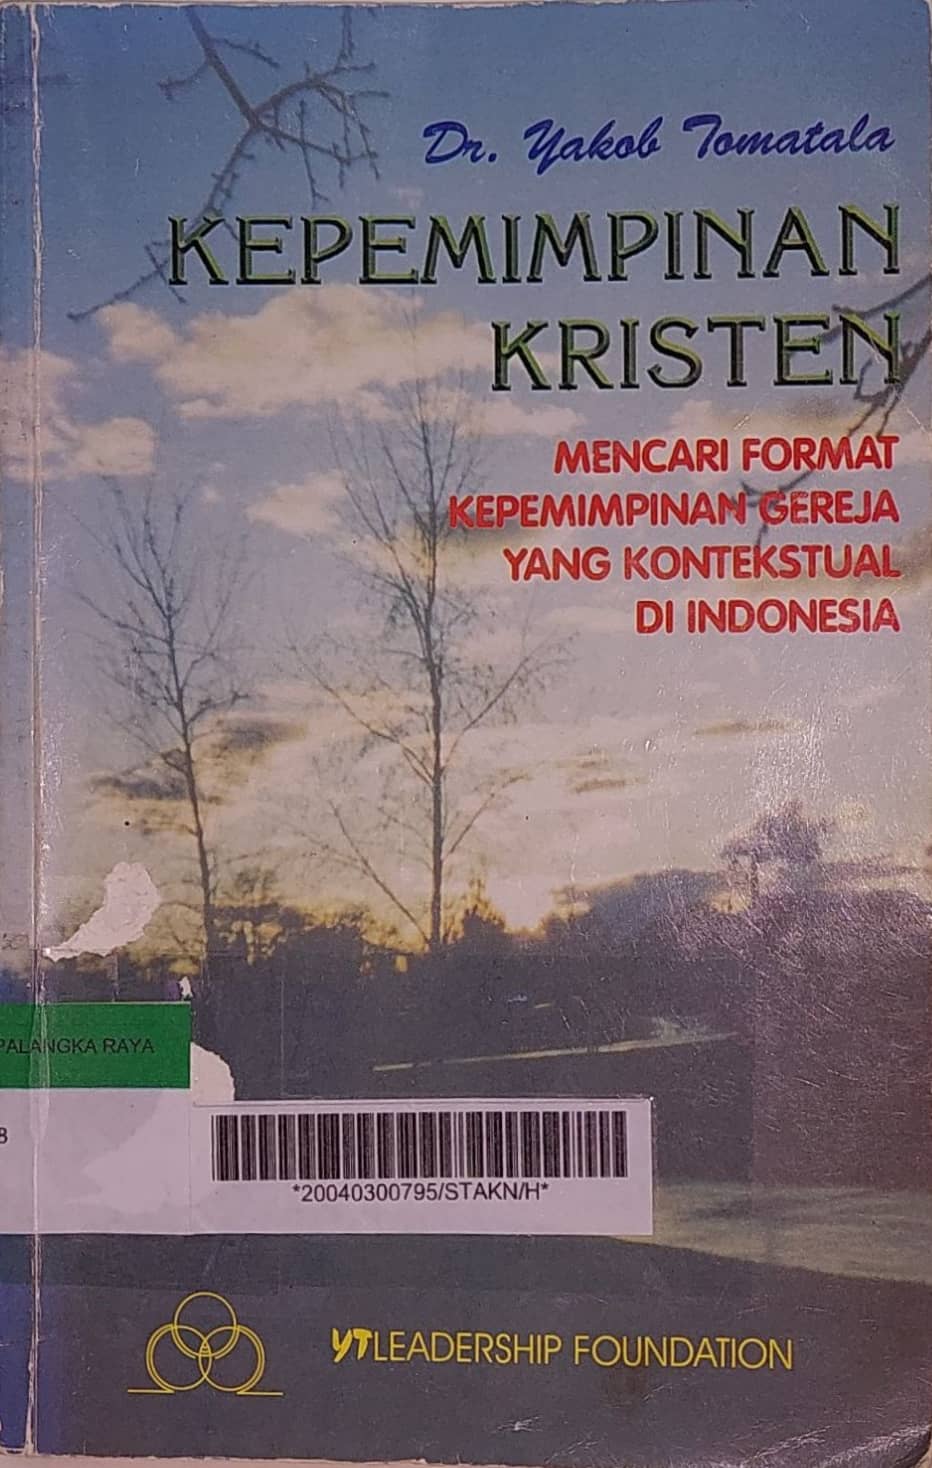 Dr. Yakob Tomatala
KEPEMIMPINAN
KRISTEN
MENCARI FORMAT
KEPEMIMPINAN GEREJA
YANG KONTEKSTUAL
DI INDONESIA
PALANGKA RAYA
8
*20040300795/STAKN/H*
YTLEADERSHIP FOUNDATION